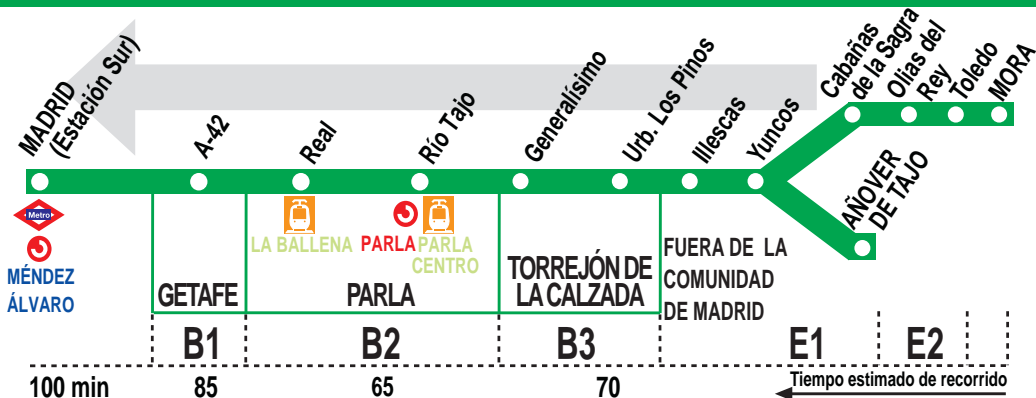 MADRID
(Estación Sur)
A-42
Real
Río Tajo
Generalísimo
Urb. Los Pinos
Illescas
Yuncos
Cabañas
de la Sagra
Olias del
Rey
Toledo
MORA
AÑOVER
DE TAJO
Metro
MÉNDEZ
ÁLVARO
LA BALLENA
PARLA
PARLA
CENTRO
GETAFE
PARLA
TORREJÓN DE
LA CALZADA
FUERA DE LA
COMUNIDAD
DE MADRID
B1
B2
B3
E1
E2
100 min
85
65
70
Tiempo estimado de recorrido